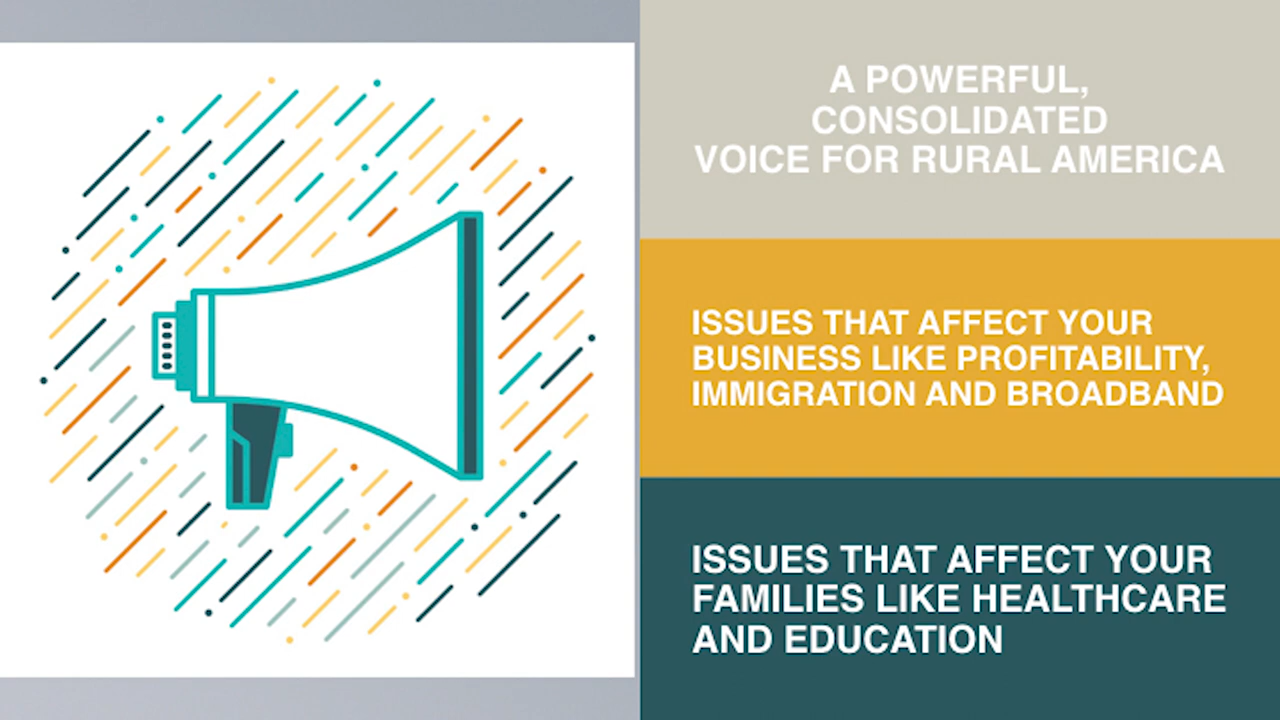 A POWERFUL,
CONSOLIDATED
VOICE FOR RURAL AMERICA
ISSUES THAT AFFECT YOUR
BUSINESS LIKE PROFITABILITY,
IMMIGRATION AND BROADBAND
ISSUES THAT AFFECT YOUR
FAMILIES LIKE HEALTHCARE
AND EDUCATION